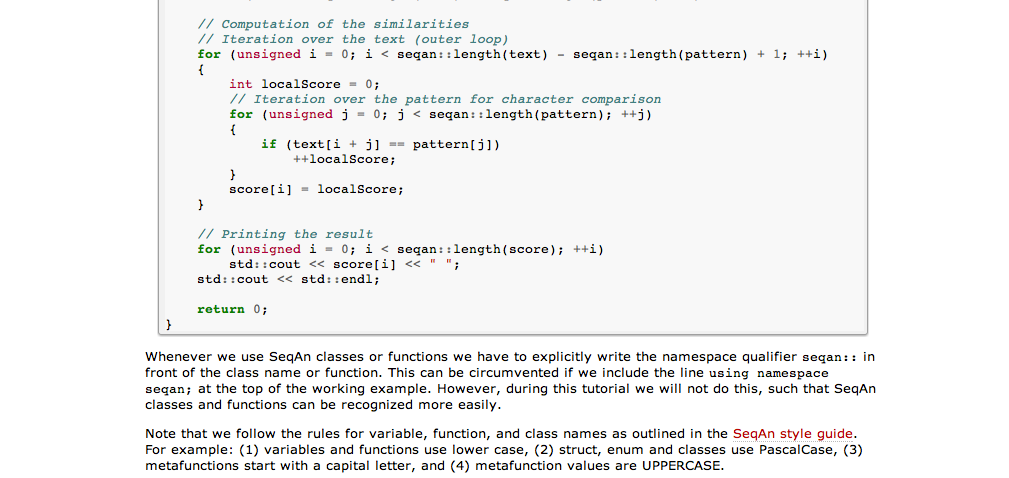 // Computation of the similarities
// Iteration over the text (outer loop)
for (unsigned i = 0; i < seqan::length(text) - seqan::length(pattern) + 1; ++i)
{
int localScore = 0;
// Iteration over the pattern for character comparison
for (unsigned j = 0; j < seqan::length(pattern); ++j)
{
if (text[i + j] == pattern[j])
++localScore;
}
score[i] = localScore;
}
// Printing the result
for (unsigned i = 0; i < seqan::length(score); ++i)
std::cout << score[i] << " ";
std::cout << std::endl;
return 0;
}
Whenever we use SeqAn classes or functions we have to explicitly write the namespace qualifier seqan:: in
front of the class name or function. This can be circumvented if we include the line using namespace
seqan; at the top of the working example. However, during this tutorial we will not do this, such that SeqAn
classes and functions can be recognized more easily.
Note that we follow the rules for variable, function, and class names as outlined in the SeqAn style guide.
For example: (1) variables and functions use lower case, (2) struct, enum and classes use PascalCase, (3)
metafunctions start with a capital letter, and (4) metafunction values are UPPERCASE.